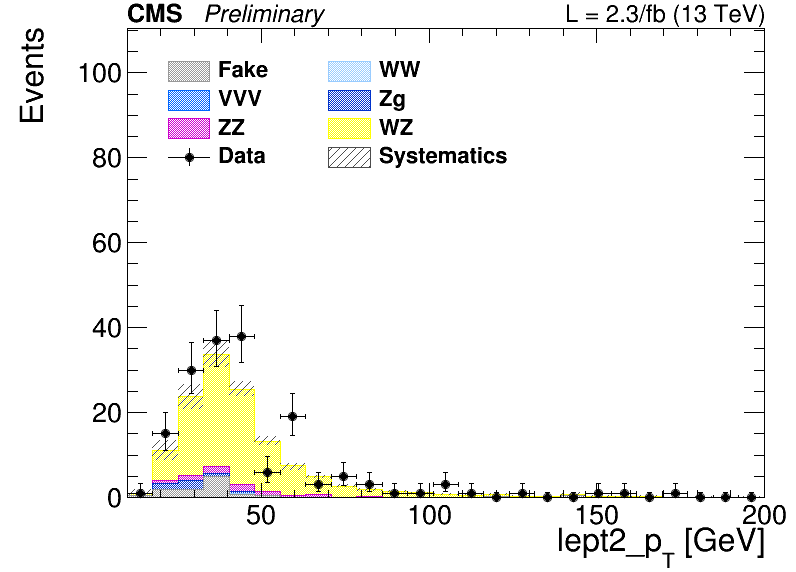 CMS Preliminary L = 2.3/fb (13 TeV)
Events
100
80
60
40
20
0
Fake WW
VVV Zg
ZZ WZ
Data Systematics
50 100 150 200
lept2_p_T [GeV]